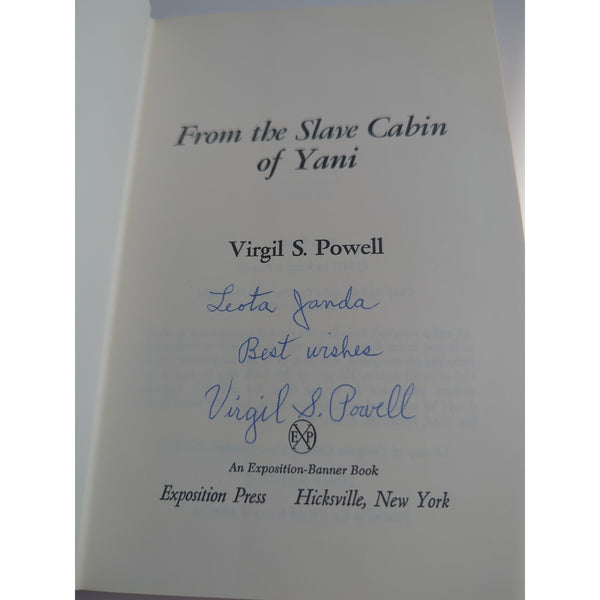 From the Slave Cabin
of Yani
Virgil S. Powell
Leota Janda
Best wishes
Virgil S. Powell
EXP
An Exposition-Banner Book
Exposition Press Hicksville, New York